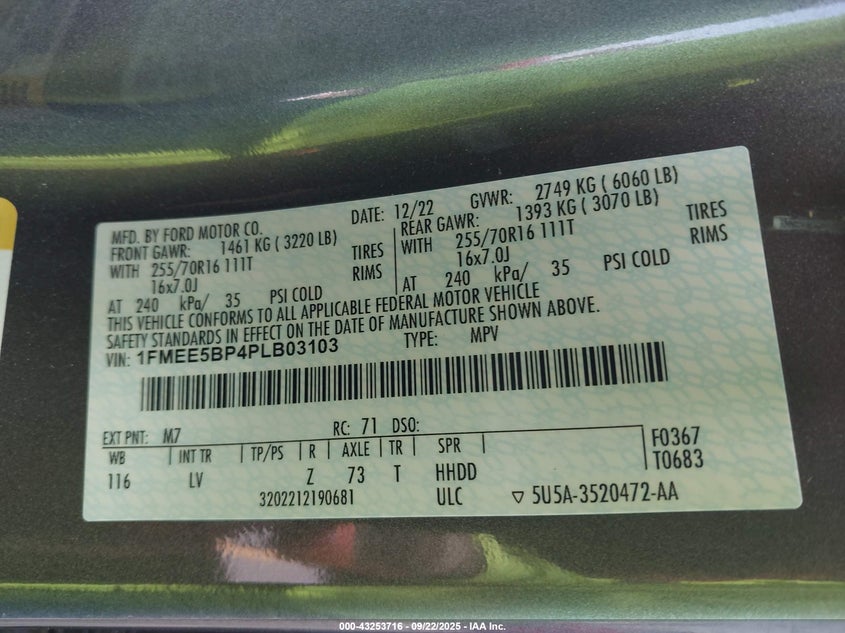 MFD. BY FORD MOTOR CO. DATE: 12/22 GVWR: 2749 KG ( 6060 LB)
FRONT GAWR: 1461 KG ( 3220 LB) REAR GAWR: 1393 KG ( 3070 LB)
WITH 255/70R16 111T TIRES WITH 255/70R16 111T TIRES
16x7.0J RIMS 16x7.0J RIMS
AT 240 kPa/ 35 PSI COLD AT 240 kPa/ 35 PSI COLD
THIS VEHICLE CONFORMS TO ALL APPLICABLE FEDERAL MOTOR VEHICLE
SAFETY STANDARDS IN EFFECT ON THE DATE OF MANUFACTURE SHOWN ABOVE.
VIN: 1FMEE5BP4PLB03103 TYPE: MPV
EXT PNT: M7 RC: 71 DSO:
WB INT TR TP/PS R AXLE TR SPR F0367
116 LV Z 73 T HHDD T0683
3202212190681 ULC ▽ 5U5A-3520472-AA
000-43253716 - 09/22/2025 - IAA Inc.